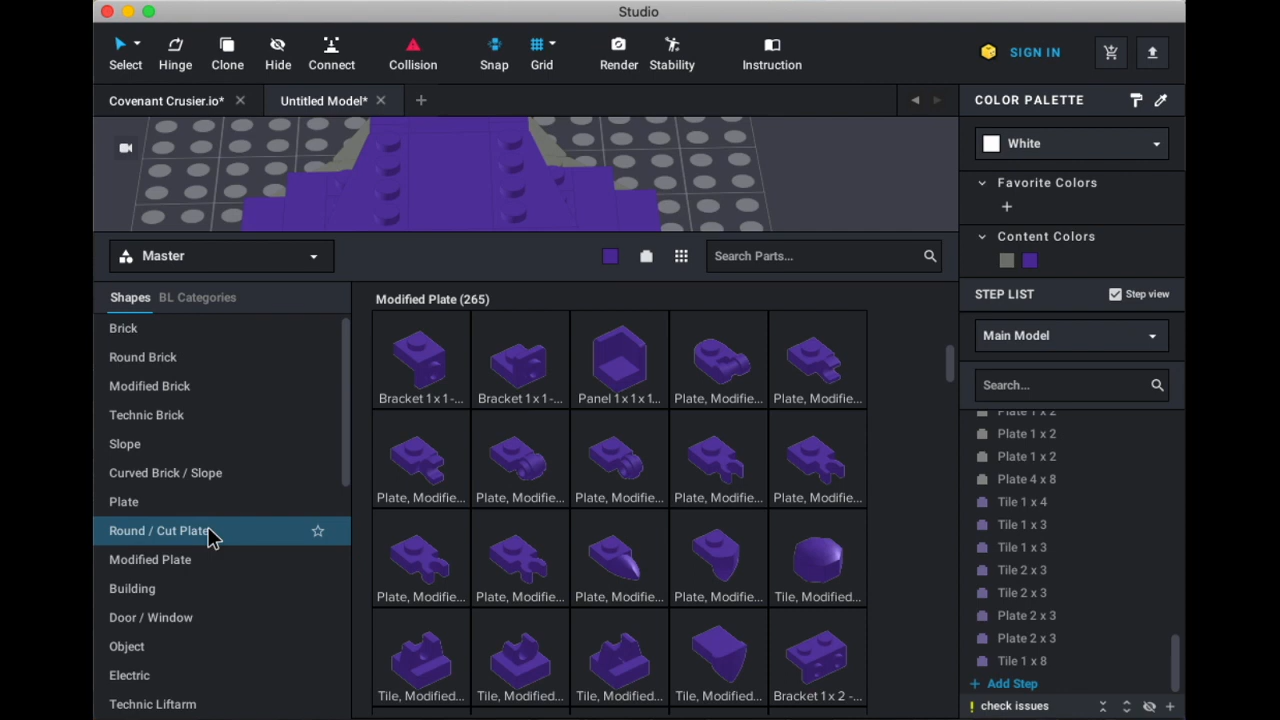 Studio
Select
Hinge
Clone
Hide
Connect
Collision
Snap
Grid
Render
Stability
Instruction
SIGN IN
Covenant Crusier.io*
Untitled Model*
COLOR PALETTE
White
Favorite Colors
Content Colors
Master
Search Parts...
Shapes BL Categories
Brick
Round Brick
Modified Brick
Technic Brick
Slope
Curved Brick / Slope
Plate
Round / Cut Plate
Modified Plate
Building
Door / Window
Object
Electric
Technic Liftarm
Modified Plate (265)
Bracket 1 x 1-... Bracket 1 x 1-... Panel 1 x 1 x 1... Plate, Modifie... Plate, Modifie...
Plate, Modifie... Plate, Modifie... Plate, Modifie... Plate, Modifie... Plate, Modifie...
Plate, Modifie... Plate, Modifie... Plate, Modifie... Plate, Modifie... Tile, Modified...
Tile, Modified... Tile, Modified... Tile, Modified... Tile, Modified... Bracket 1 x 2 -...
STEP LIST
Step view
Main Model
Search...
Plate 1 x 2
Plate 1 x 2
Plate 1 x 2
Plate 4 x 8
Tile 1 x 4
Tile 1 x 3
Tile 1 x 3
Tile 2 x 3
Tile 2 x 3
Plate 2 x 3
Plate 2 x 3
Tile 1 x 8
+ Add Step
! check issues